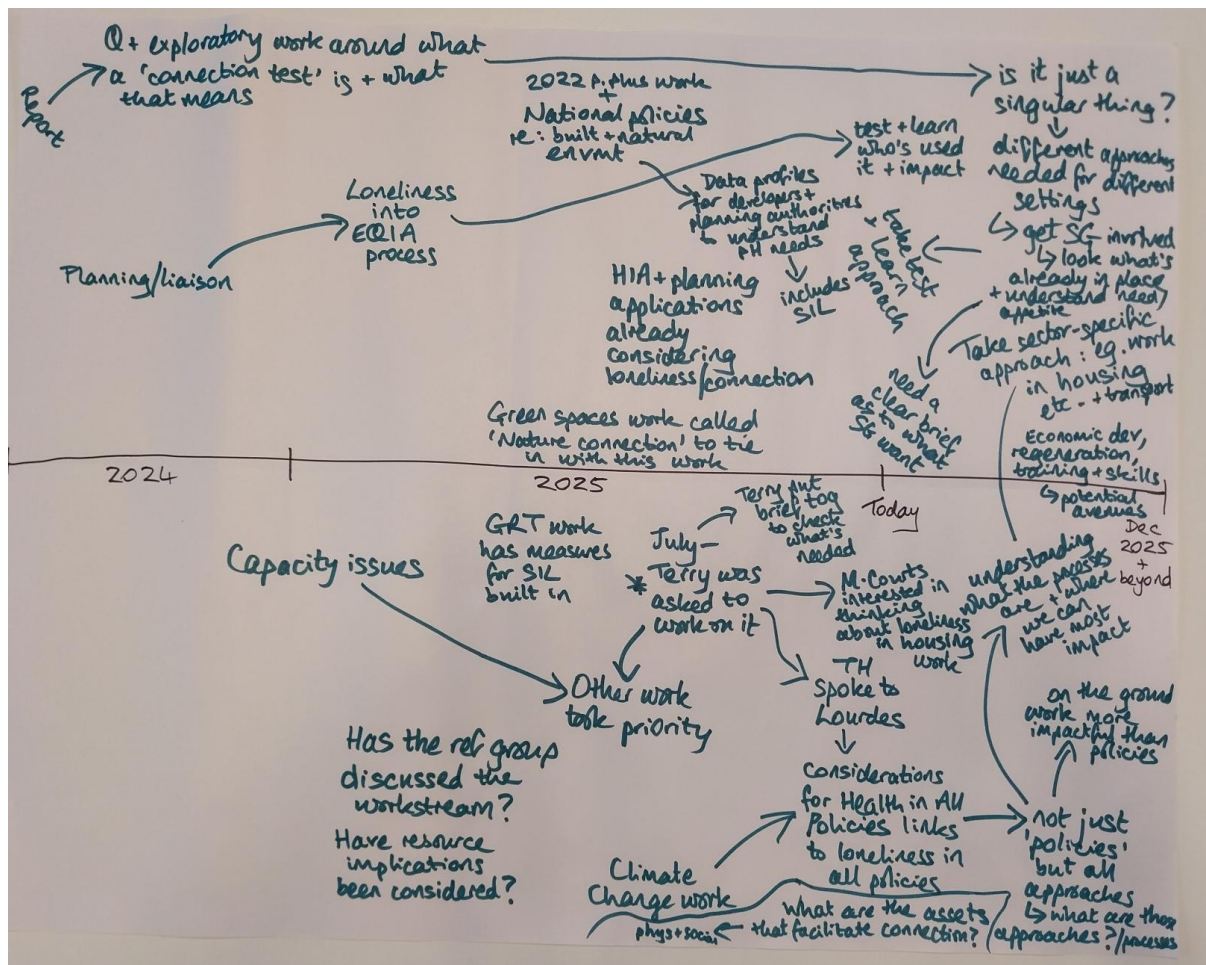 Q + exploratory work around what
a 'connection test' is + what
that means
2022 P. Plus work
+
National policies
re: built + natural
envmt
is it just a
singular thing?
different approaches
needed for different
settings
get SG involved
look what's
already in place
+ understand need/
appetite
Take sector-specific
approach: eg. work
in housing
etc - + transport
Economic dev,
regeneration,
training + skills
potential
avenues
test + learn
who's used
it + impact
take test
+ learn
approach
need a
clear brief
as to what
SG want
Loneliness
into
EQIA
process
Planning/liaison
Data profiles
for developers +
planning authorities
to understand
PH needs
includes
SIL
HIA + planning
applications
already
considering
loneliness/connection
Green spaces work called
'Nature connection' to tie
in with this work
2024
2025
Today
Dec
2025
+
beyond
Capacity issues
GRT work
has measures
for SIL
built in
July -
* Terry was
asked to
work on it
Terry put
brief tog
to check
what's
needed
M. Courts
interested in
thinking
about loneliness
in housing
work
TH
Spoke to
Lourdes
Other work
took priority
understanding
what the processes
are + where
we can
have most
impact
on the ground
work more
impactful than
policies
Has the ref group
discussed the
workstream?
Have resource
implications
been considered?
considerations
for Health in All
Policies links
to loneliness in
all policies
Climate
Change work
not just
'policies'
but all
approaches
what are those
approaches?/processes
What are the assets
that facilitate connection?
phys + social